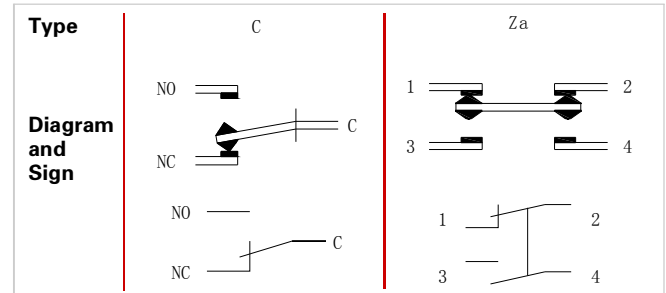 Type C Za
Diagram
and
Sign
NO
C
NC
NO
C
NC
1 2
3 4
1 2
3 4